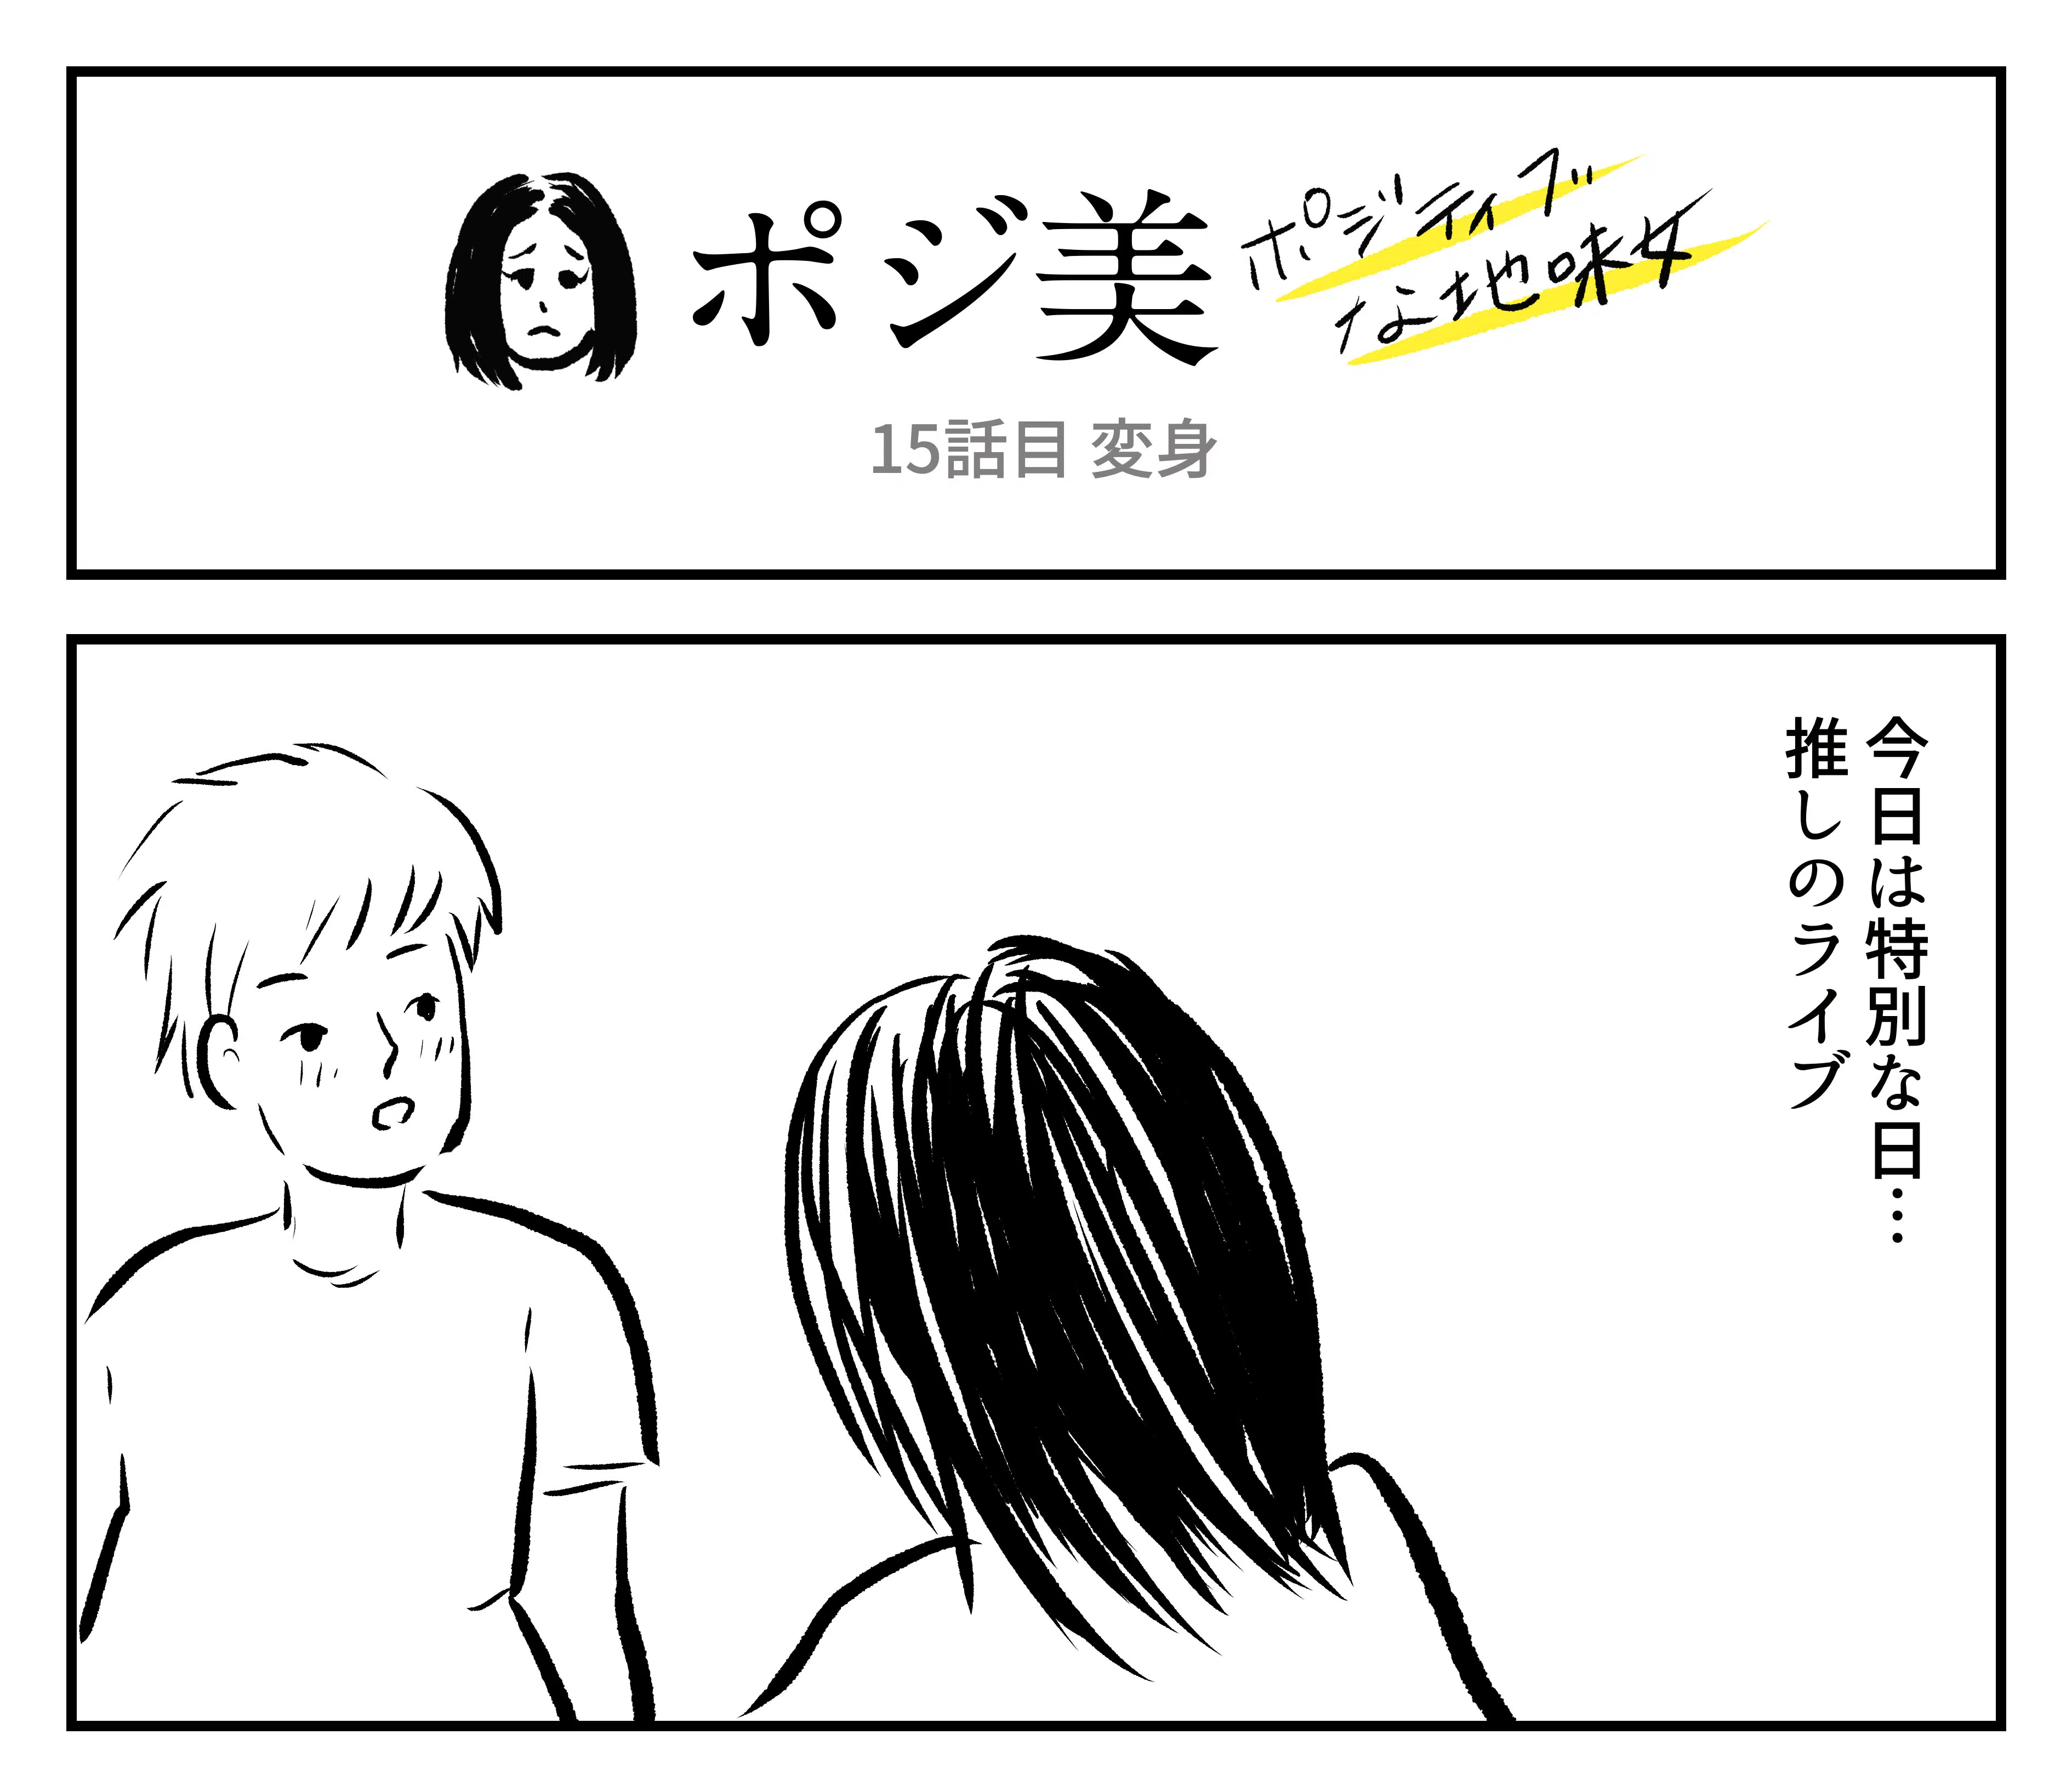 ポジ美
ポジティブ
な地味女
15話目 変身
今日は特別な日…
推しのライブ